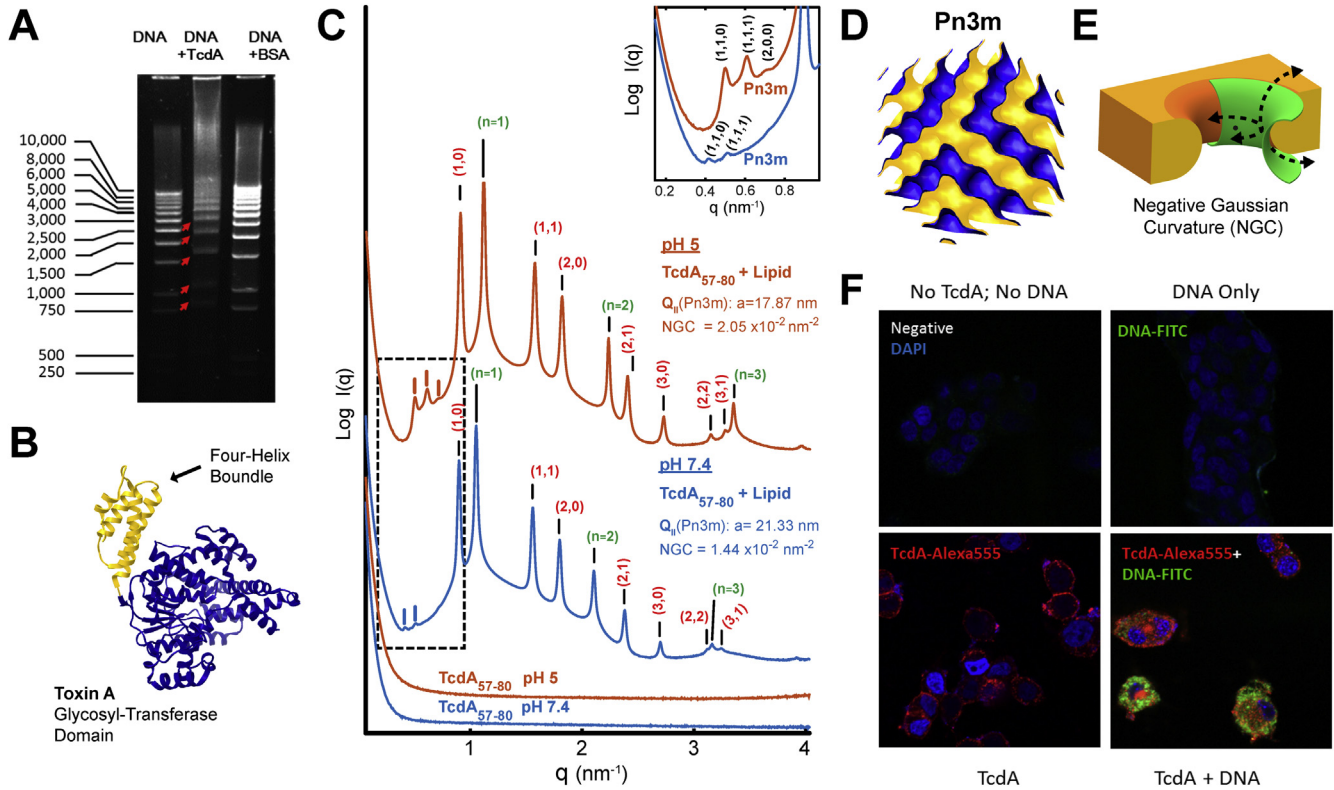 A
DNA
DNA
+TcdA
DNA
+BSA
10,000
8,000
6,000
5,000
4,000
3,000
2,500
2,000
1,500
1,000
750
500
250
B
Four-Helix
Boundle
Toxin A
Glycosyl-Transferase
Domain
C
Log I(q)
(1,0)
(n=1)
(1,1)
(2,0)
(n=2)
(2,1)
(3,0)
(2,2)
(3,1)
(n=3)
pH 5
TcdA57-80 + Lipid
QII(Pn3m): a=17.87 nm
NGC = 2.05 x10-2 nm-2
(1,0)
(n=1)
(1,1)
(2,0)
(n=2)
(2,1)
(3,0)
(2,2)
(n=3)
(3,1)
pH 7.4
TcdA57-80 + Lipid
QII(Pn3m): a= 21.33 nm
NGC = 1.44 x10-2 nm-2
TcdA57-80 pH 5
TcdA57-80 pH 7.4
1 2 3 4
q (nm-1)
Log I(q)
(1,1,0)
(1,1,1)
(2,0,0)
Pn3m
(1,1,0)
(1,1,1)
Pn3m
0.2 0.4 0.6 0.8
q (nm-1)
D
Pn3m
E
Negative Gaussian
Curvature (NGC)
F
No TcdA; No DNA
DNA Only
Negative
DAPI
DNA-FITC
TcdA-Alexa555
TcdA-Alexa555+
DNA-FITC
TcdA
TcdA + DNA